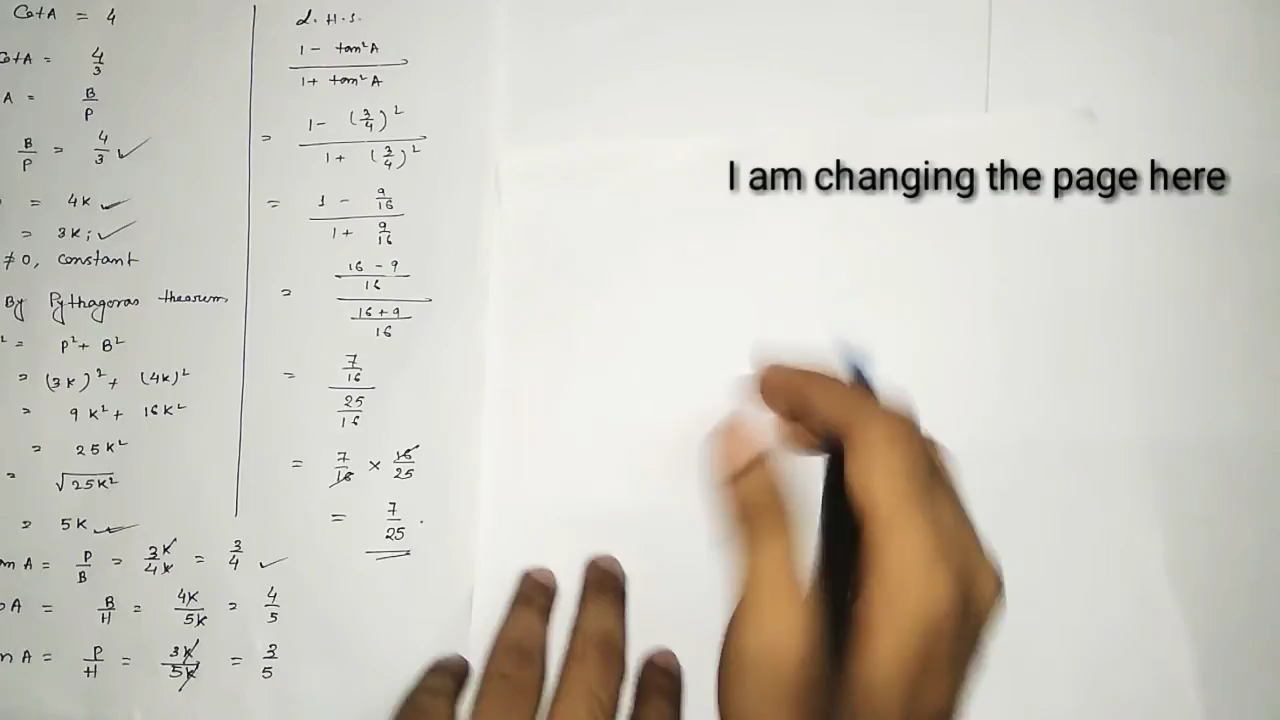 CotA = 4
CotA = 4/3
A = B/P
B/P = 4/3 ✓
= 4K ✓
= 3K; ✓
≠0, constant
By Pythagoras theorem
² = P² + B²
= (3K)² + (4K)²
= 9K² + 16K²
= 25K²
= √25K²
= 5K ✓
nA = P/B = 3K/4K = 3/4 ✓
A = B/H = 4K/5K = 4/5
nA = P/H = 3K/5K = 3/5
L.H.S.
1 - tan²A / 1 + tan²A
= 1 - (3/4)² / 1 + (3/4)²
= 1 - 9/16 / 1 + 9/16
= 16 - 9/16 / 16 + 9/16
= 7/16 / 25/16
= 7/16 × 16/25
= 7/25.
I am changing the page here